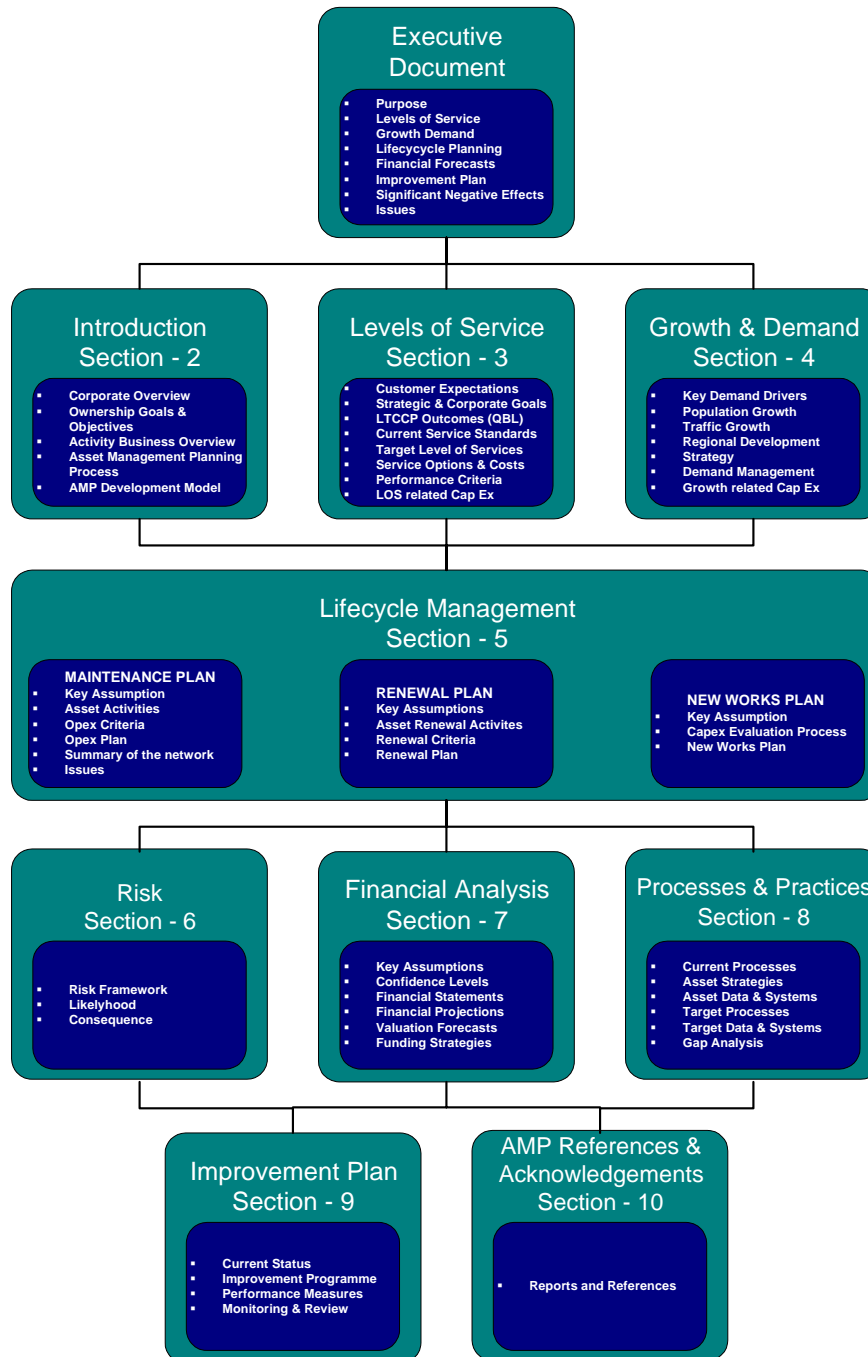 Executive
Document
▪ Purpose
▪ Levels of Service
▪ Growth Demand
▪ Lifecycycle Planning
▪ Financial Forecasts
▪ Improvement Plan
▪ Significant Negative Effects
▪ Issues
Introduction
Section - 2
▪ Corporate Overview
▪ Ownership Goals &
Objectives
▪ Activity Business Overview
▪ Asset Management Planning
Process
▪ AMP Development Model
Levels of Service
Section - 3
▪ Customer Expectations
▪ Strategic & Corporate Goals
▪ LTCCP Outcomes (QBL)
▪ Current Service Standards
▪ Target Level of Services
▪ Service Options & Costs
▪ Performance Criteria
▪ LOS related Cap Ex
Growth & Demand
Section - 4
▪ Key Demand Drivers
▪ Population Growth
▪ Traffic Growth
▪ Regional Development
▪ Strategy
▪ Demand Management
▪ Growth related Cap Ex
Lifecycle Management
Section - 5
MAINTENANCE PLAN
▪ Key Assumption
▪ Asset Activities
▪ Opex Criteria
▪ Opex Plan
▪ Summary of the network
▪ Issues
RENEWAL PLAN
▪ Key Assumptions
▪ Asset Renewal Activites
▪ Renewal Criteria
▪ Renewal Plan
NEW WORKS PLAN
▪ Key Assumption
▪ Capex Evaluation Process
▪ New Works Plan
Risk
Section - 6
▪ Risk Framework
▪ Likelyhood
▪ Consequence
Financial Analysis
Section - 7
▪ Key Assumptions
▪ Confidence Levels
▪ Financial Statements
▪ Financial Projections
▪ Valuation Forecasts
▪ Funding Strategies
Processes & Practices
Section - 8
▪ Current Processes
▪ Asset Strategies
▪ Asset Data & Systems
▪ Target Processes
▪ Target Data & Systems
▪ Gap Analysis
Improvement Plan
Section - 9
▪ Current Status
▪ Improvement Programme
▪ Performance Measures
▪ Monitoring & Review
AMP References &
Acknowledgements
Section - 10
▪ Reports and References